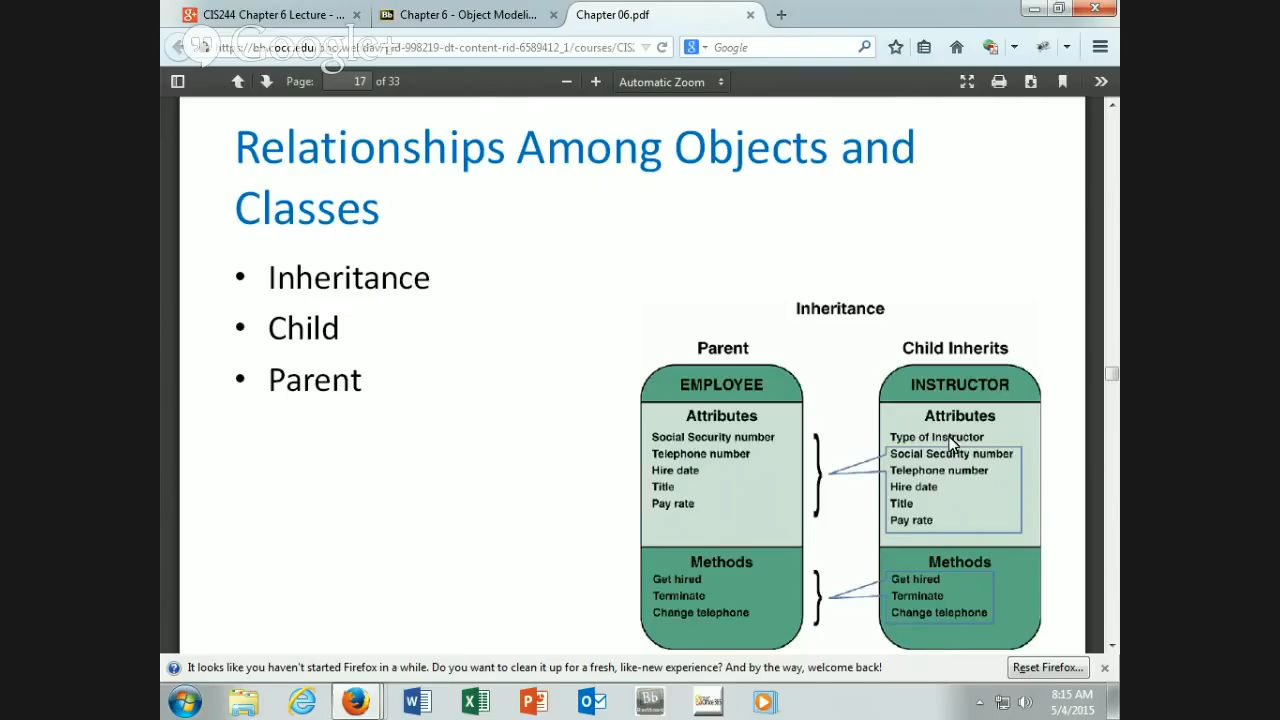 CIS244 Chapter 6 Lecture - ...
Chapter 6 - Object Modeli...
Chapter 06.pdf
Google+
Google
Page: 17 of 33
Automatic Zoom
Relationships Among Objects and
Classes
• Inheritance
• Child
• Parent
Inheritance
Parent
EMPLOYEE
Attributes
Social Security number
Telephone number
Hire date
Title
Pay rate
Methods
Get hired
Terminate
Change telephone
Child Inherits
INSTRUCTOR
Attributes
Type of Instructor
Social Security number
Telephone number
Hire date
Title
Pay rate
Methods
Get hired
Terminate
Change telephone
It looks like you haven't started Firefox in a while. Do you want to clean it up for a fresh, like-new experience? And by the way, welcome back!
Reset Firefox...
8:15 AM
5/4/2015